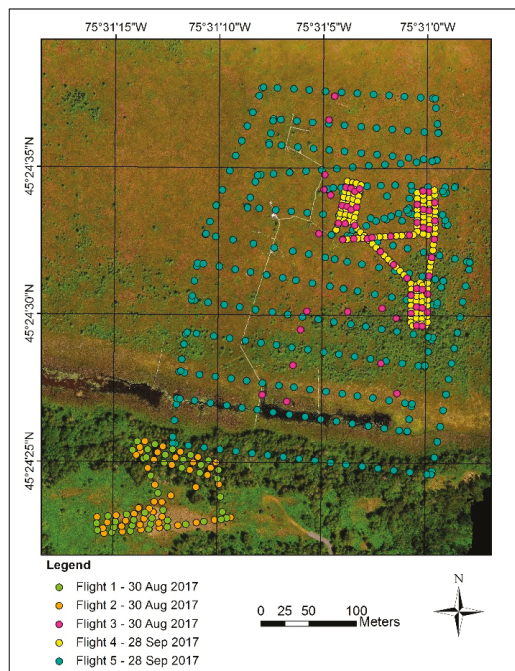 75°31'15"W 75°31'10"W 75°31'5"W 75°31'0"W
45°24'35"N
45°24'30"N
45°24'25"N
Legend
Flight 1 - 30 Aug 2017
Flight 2 - 30 Aug 2017
Flight 3 - 30 Aug 2017
Flight 4 - 28 Sep 2017
Flight 5 - 28 Sep 2017
N
0 25 50 100
Meters